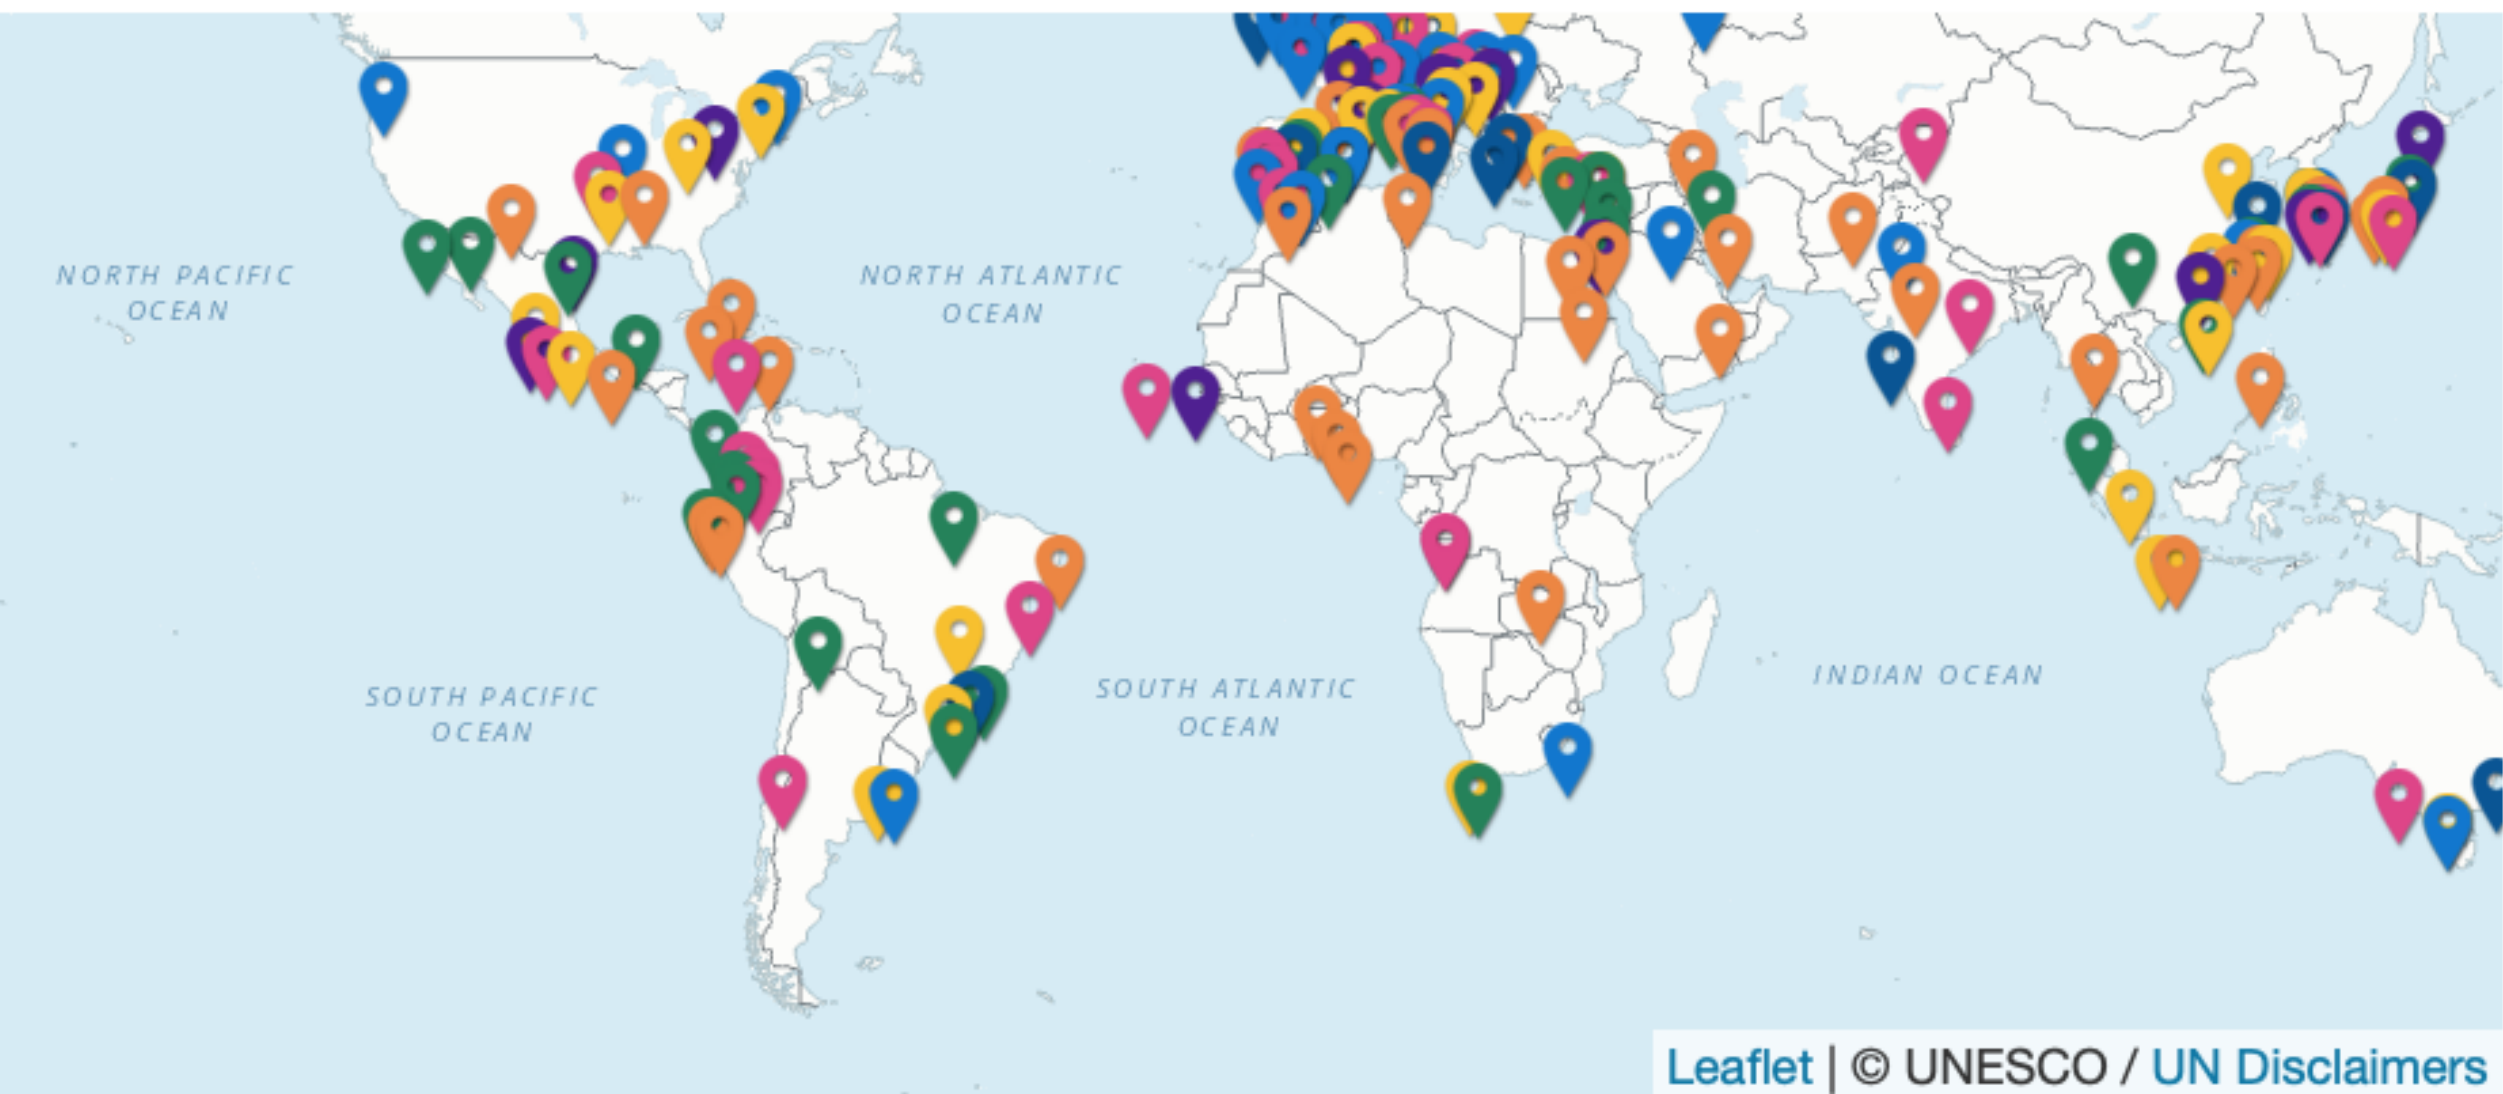 NORTH PACIFIC
OCEAN
NORTH ATLANTIC
OCEAN
SOUTH PACIFIC
OCEAN
SOUTH ATLANTIC
OCEAN
INDIAN OCEAN
Leaflet | © UNESCO / UN Disclaimers